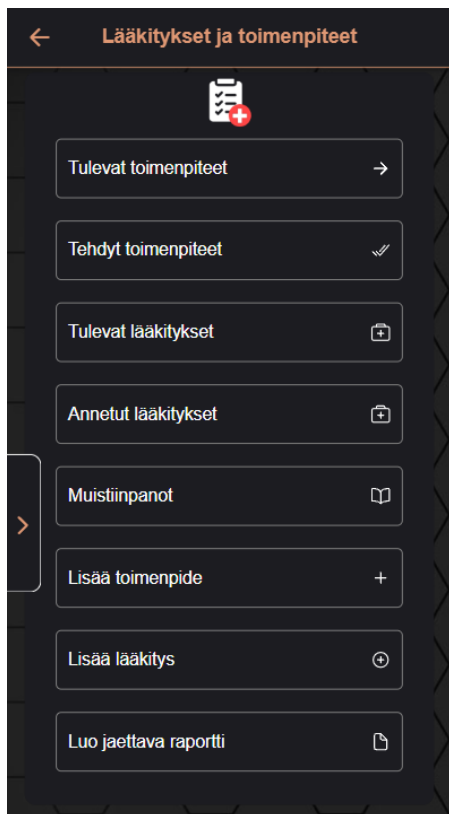 Lääkitykset ja toimenpiteet
Tulevat toimenpiteet
Tehdyt toimenpiteet
Tulevat lääkitykset
Annetut lääkitykset
Muistiinpanot
Lisää toimenpide
Lisää lääkitys
Luo jaettava raportti